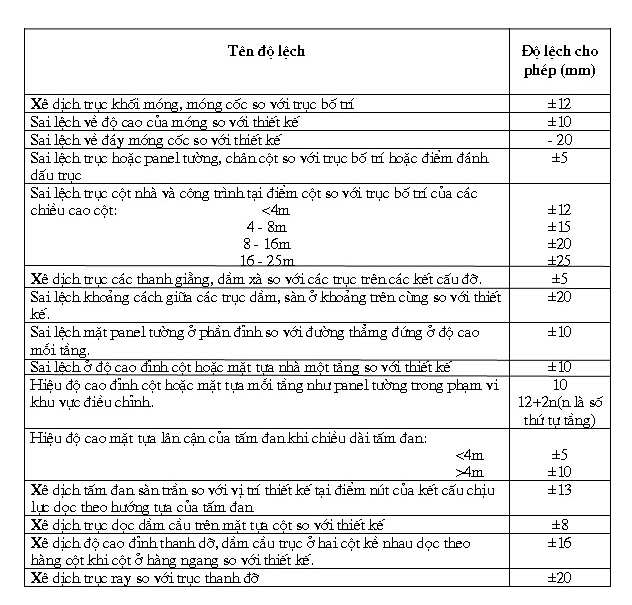 Tên độ lệch
Độ lệch cho
phép (mm)
Xê dịch trục khối móng, móng cốc so với trục bố trí
±12
Sai lệch về độ cao của móng so với thiết kế
±10
Sai lệch về đáy móng cốc so với thiết kế
- 20
Sai lệch trục hoặc panel tường, chân cột so với trục bố trí hoặc điểm đánh
dấu trục
±5
Sai lệch trục cột nhà và công trình tại điểm cột so với trục bố trí của các
chiều cao cột: <4m
±12
4 - 8m
±15
8 - 16m
±20
16 - 25m
±25
Xê dịch trục các thanh giằng, dầm xà so với các trục trên các kết cấu đỡ.
±5
Sai lệch khoảng cách giữa các trục dầm, sàn ở khoảng trên cùng so với thiết
kế.
±20
Sai lệch mặt panel tường ở phần đỉnh so với đường thẳmg đứng ở độ cao
mỗi tầng.
±10
Sai lệch ở độ cao đỉnh cột hoặc mặt tựa nhà một tầng so với thiết kế
±10
Hiệu độ cao đỉnh cột hoặc mặt tựa mỗi tầng như panel tường trong phạm vi
khu vực điều chỉnh.
10
12+2n(n là số
thứ tự tầng)
Hiệu độ cao mặt tựa lân cận của tấm đan khi chiều dài tấm đan:
<4m
±5
>4m
±10
Xê dịch tấm đan sàn trần so với vị trí thiết kế tại điểm nút của kết cấu chịu
lực dọc theo hướng tựa của tấm đan
±13
Xê dịch trục dọc dầm cầu trên mặt tựa cột so với thiết kế
±8
Xê dịch độ cao đỉnh thanh dỡ, dầm cầu trục ở hai cột kề nhau dọc theo
hàng cột khi cột ở hàng ngang so với thiết kế.
±16
Xê dịch trục ray so với trục thanh đỡ
±20